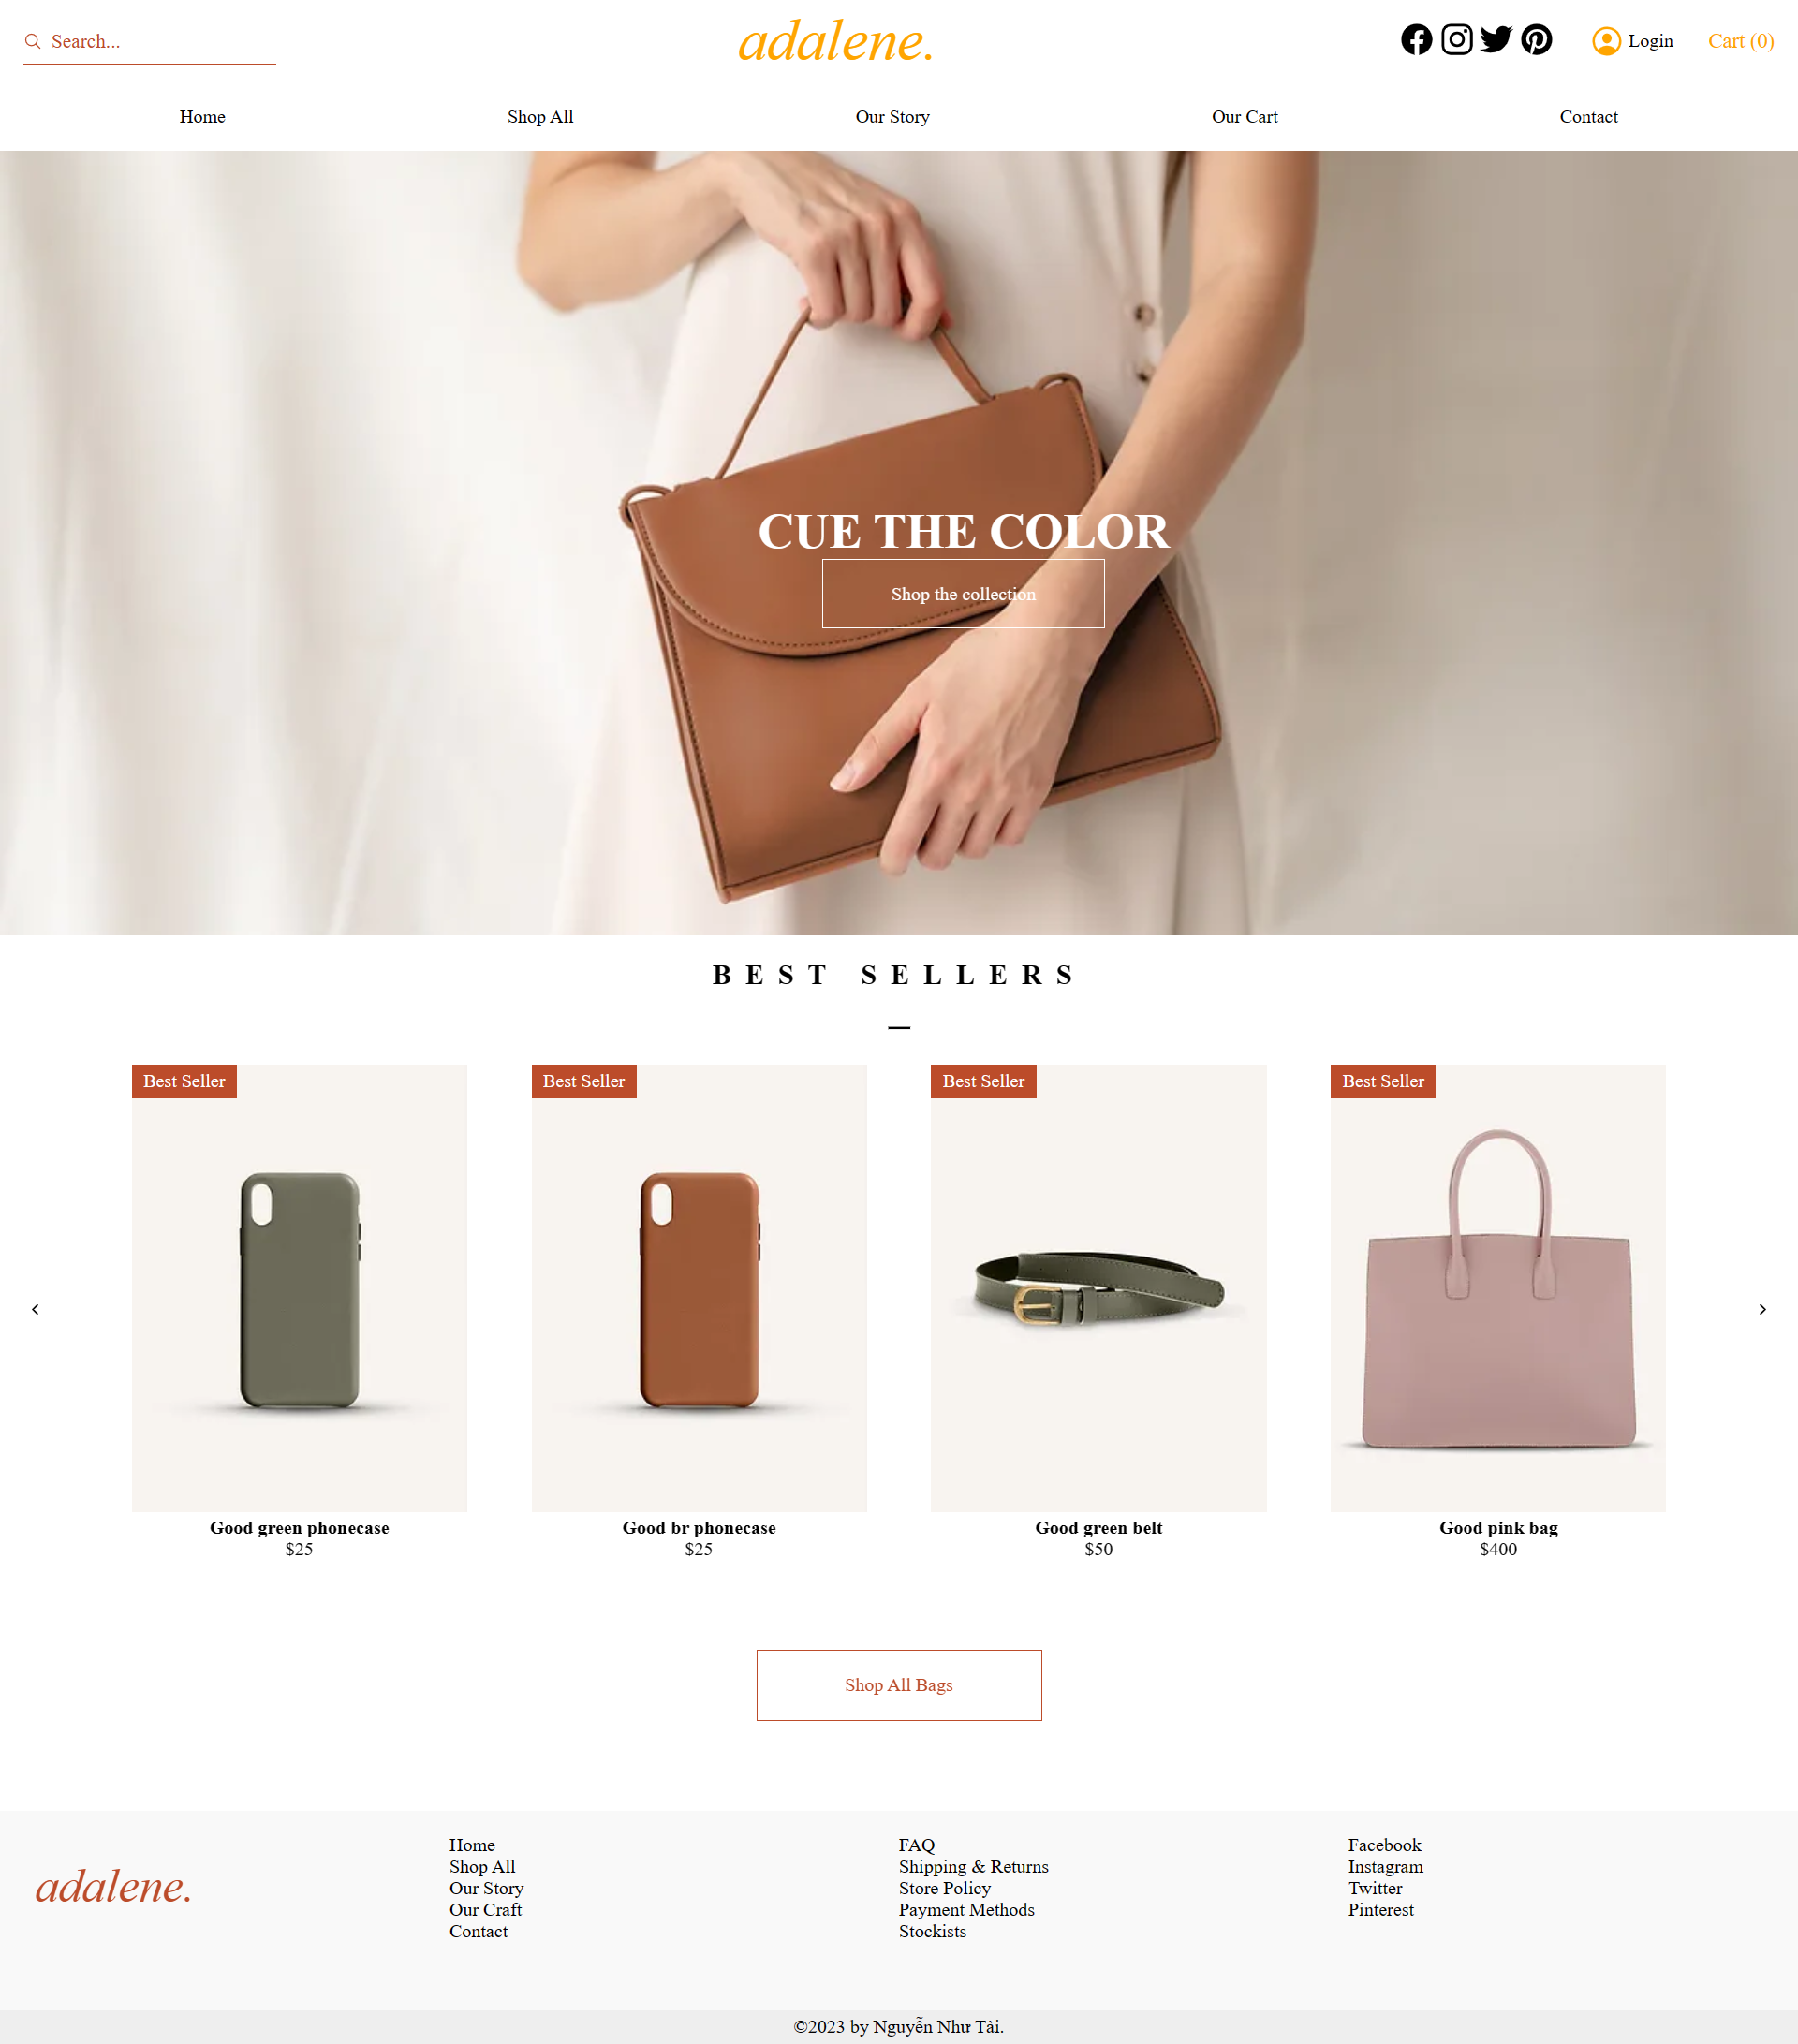 Search...
adalene.
Login
Cart (0)
Home
Shop All
Our Story
Our Cart
Contact
CUE THE COLOR
Shop the collection
BEST SELLERS
Best Seller
Best Seller
Best Seller
Best Seller
Good green phonecase
$25
Good br phonecase
$25
Good green belt
$50
Good pink bag
$400
Shop All Bags
adalene.
Home
Shop All
Our Story
Our Craft
Contact
FAQ
Shipping & Returns
Store Policy
Payment Methods
Stockists
Facebook
Instagram
Twitter
Pinterest
©2023 by Nguyễn Như Tài.